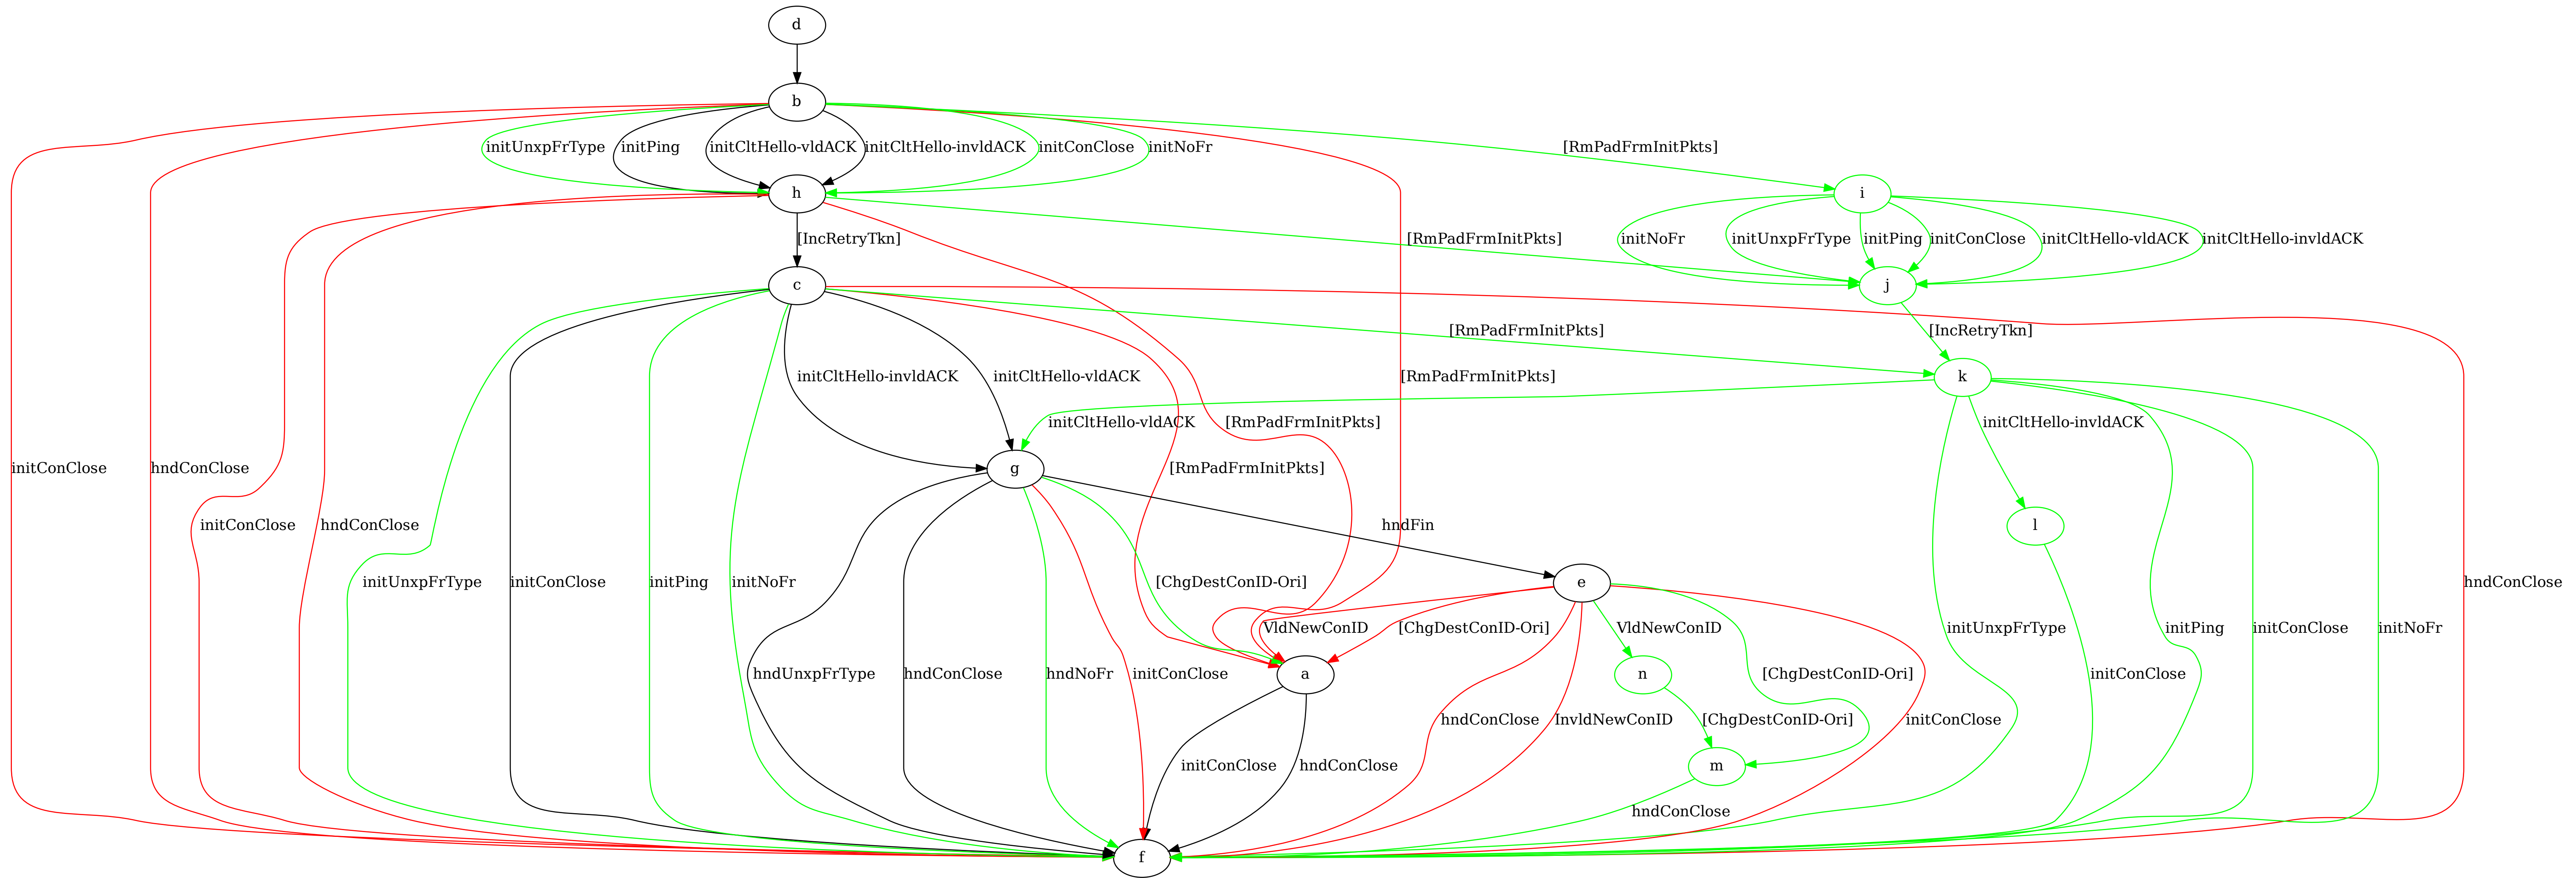 d
b
initUnxpFrType
initPing
initCltHello-vldACK
initCltHello-invldACK
initConClose
initNoFr
[RmPadFrmInitPkts]
h
i
[IncRetryTkn]
[RmPadFrmInitPkts]
initNoFr
initUnxpFrType
initPing
initConClose
initCltHello-vldACK
initCltHello-invldACK
c
j
[RmPadFrmInitPkts]
[IncRetryTkn]
initCltHello-invldACK
initCltHello-vldACK
[RmPadFrmInitPkts]
k
initCltHello-vldACK
[RmPadFrmInitPkts]
initCltHello-invldACK
initConClose
hndConClose
g
[RmPadFrmInitPkts]
initConClose
hndConClose
hndFin
l
initUnxpFrType
initConClose
initPing
initNoFr
[ChgDestConID-Ori]
e
hndConClose
VldNewConID
[ChgDestConID-Ori]
VldNewConID
initUnxpFrType
initPing
initConClose
initNoFr
hndUnxpFrType
hndConClose
hndNoFr
initConClose
a
n
[ChgDestConID-Ori]
initConClose
hndConClose
InvldNewConID
[ChgDestConID-Ori]
initConClose
initConClose
hndConClose
m
hndConClose
f